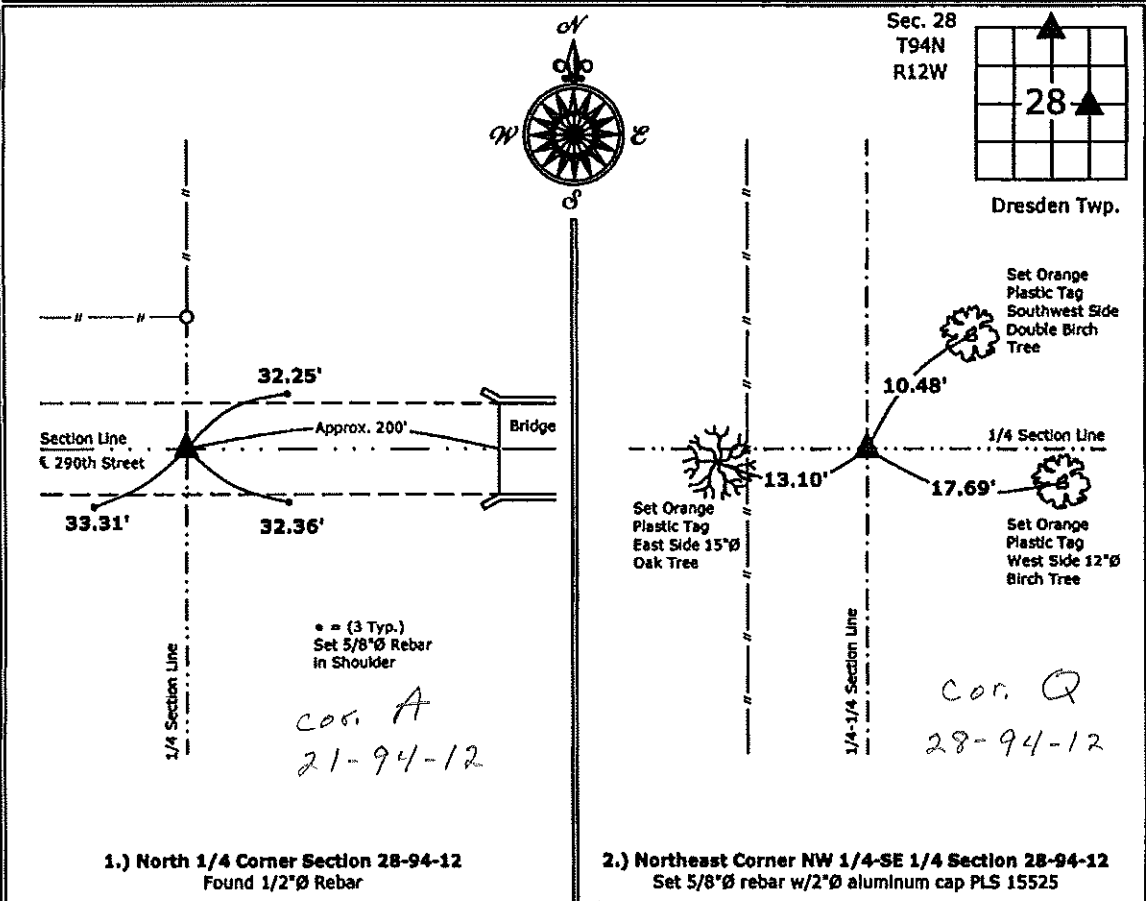 N
W
E
S
Sec. 28
T94N
R12W
28
Dresden Twp.
32.25'
Approx. 200'
Bridge
Section Line
℄ 290th Street
33.31'
32.36'
• = (3 Typ.)
Set 5/8"Ø Rebar
in Shoulder
1/4 Section Line
cor. A
21-94-12
1.) North 1/4 Corner Section 28-94-12
Found 1/2"Ø Rebar
Set Orange
Plastic Tag
Southwest Side
Double Birch
Tree
10.48'
1/4 Section Line
13.10'
17.69'
Set Orange
Plastic Tag
East Side 15"Ø
Oak Tree
Set Orange
Plastic Tag
West Side 12"Ø
Birch Tree
1/4-1/4 Section Line
Cor. Q
28-94-12
2.) Northeast Corner NW 1/4-SE 1/4 Section 28-94-12
Set 5/8"Ø rebar w/2"Ø aluminum cap PLS 15525